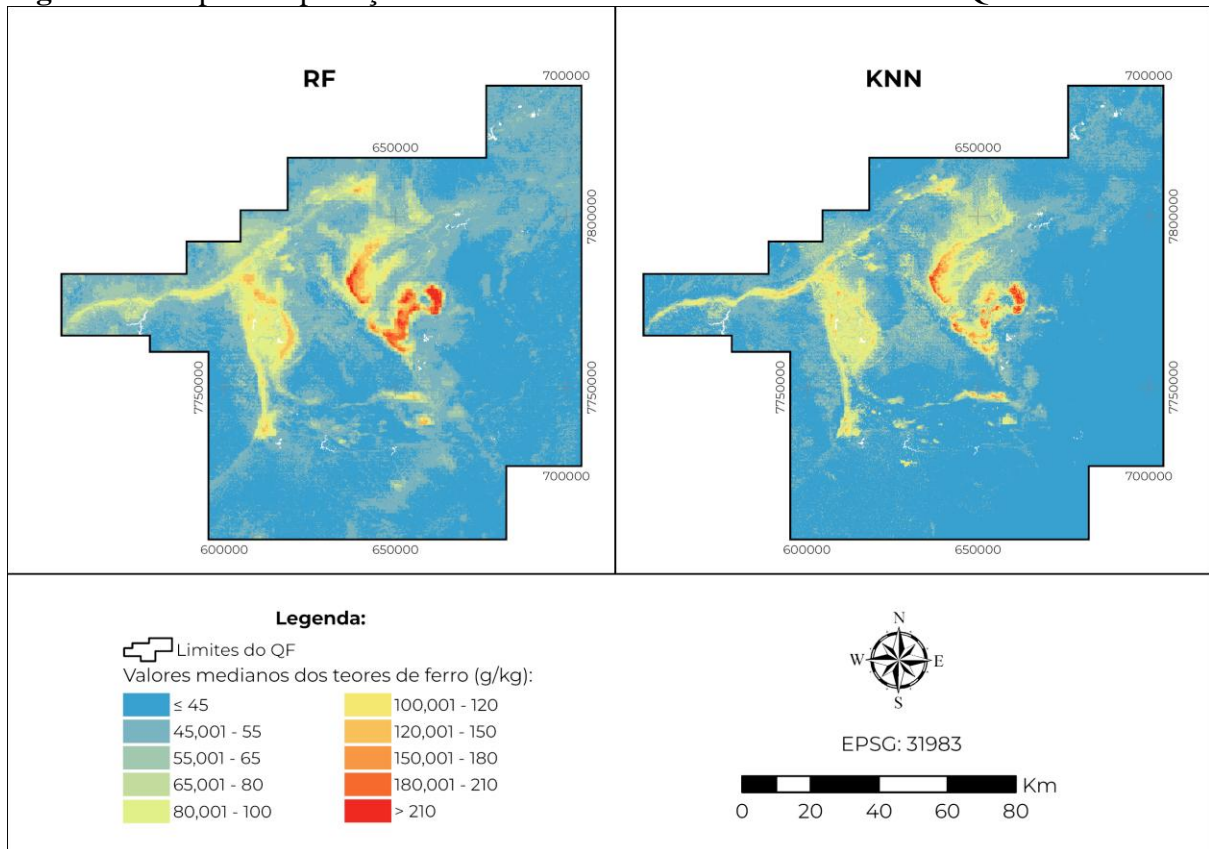 RF
700000
650000
7800000
7750000
7750000
700000
600000
650000
KNN
700000
650000
7800000
7750000
7750000
700000
600000
650000
Legenda:
Limites do QF
Valores medianos dos teores de ferro (g/kg):
≤ 45
45,001 - 55
55,001 - 65
65,001 - 80
80,001 - 100
100,001 - 120
120,001 - 150
150,001 - 180
180,001 - 210
> 210
N
W E
S
EPSG: 31983
Km
0 20 40 60 80